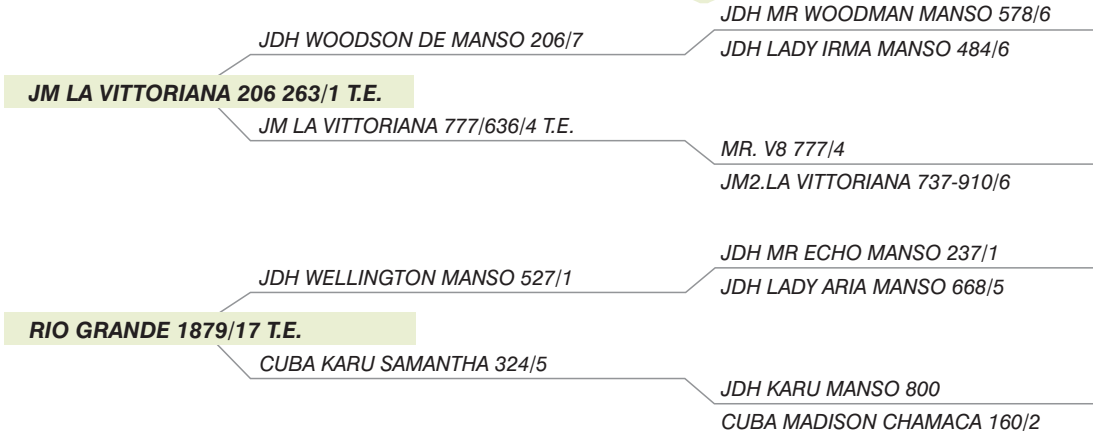 JDH MR WOODMAN MANSO 578/6
JDH WOODSON DE MANSO 206/7
JDH LADY IRMA MANSO 484/6
JM LA VITTORIANA 206 263/1 T.E.
JM LA VITTORIANA 777/636/4 T.E.
MR. V8 777/4
JM2.LA VITTORIANA 737-910/6
JDH MR ECHO MANSO 237/1
JDH WELLINGTON MANSO 527/1
JDH LADY ARIA MANSO 668/5
RIO GRANDE 1879/17 T.E.
CUBA KARU SAMANTHA 324/5
JDH KARU MANSO 800
CUBA MADISON CHAMACA 160/2